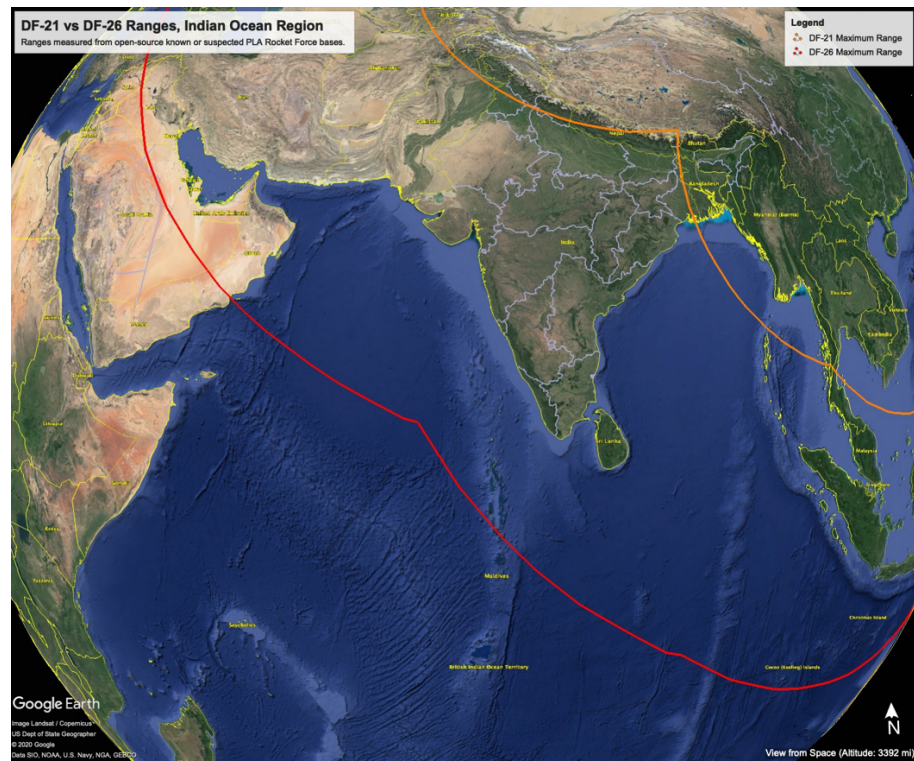 DF-21 vs DF-26 Ranges, Indian Ocean Region
Ranges measured from open-source known or suspected PLA Rocket Force bases.
Legend
DF-21 Maximum Range
DF-26 Maximum Range
Iran
Pakistan
Nepal
Bhutan
Bangladesh
Myanmar (Burma)
Laos
Thailand
Vietnam
Cambodia
India
Saudi Arabia
United Arab Emirates
Oman
Yemen
Ethiopia
Sri Lanka
Malaysia
Kenya
Tanzania
Maldives
Seychelles
British Indian Ocean Territory
Christmas Island
Cocos (Keeling) Islands
Google Earth
Image Landsat / Copernicus
US Dept of State Geographer
© 2020 Google
Data SIO, NOAA, U.S. Navy, NGA, GEBCO
N
View from Space (Altitude: 3392 mi)